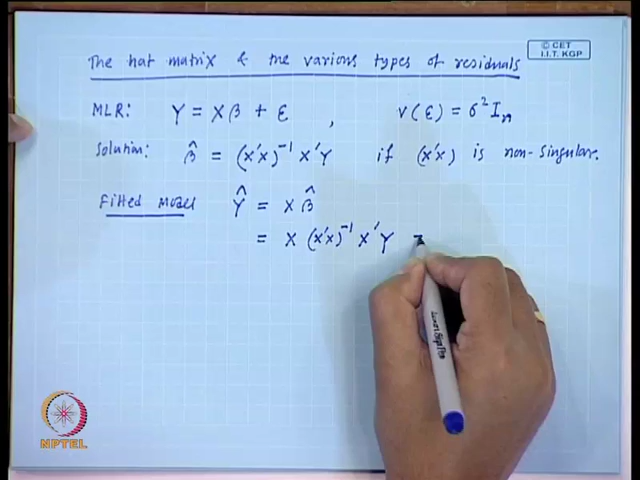 The hat matrix & the various types of residuals
© CET
I.I.T. KGP
MLR: Y = Xβ + ε , V(ε) = σ²Iₙ
Solution: β̂ = (X'X)⁻¹ X'Y if (X'X) is non-singular.
Fitted model Ŷ = Xβ̂
= X (X'X)⁻¹ X'Y =
NPTEL